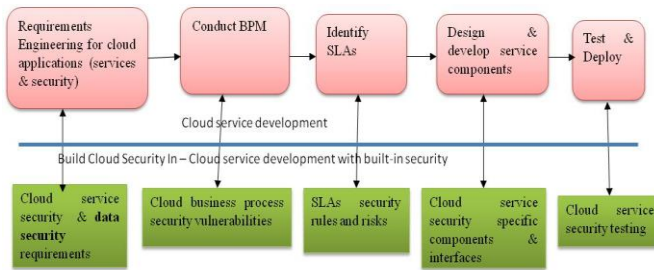 Requirements
Engineering for cloud
applications (services
& security)
Conduct BPM
Identify
SLAs
Design &
develop service
components
Test &
Deploy
Cloud service development
Build Cloud Security In – Cloud service development with built-in security
Cloud service
security & data
security
requirements
Cloud business process
security vulnerabilities
SLAs security
rules and risks
Cloud service
security specific
components &
interfaces
Cloud service
security testing